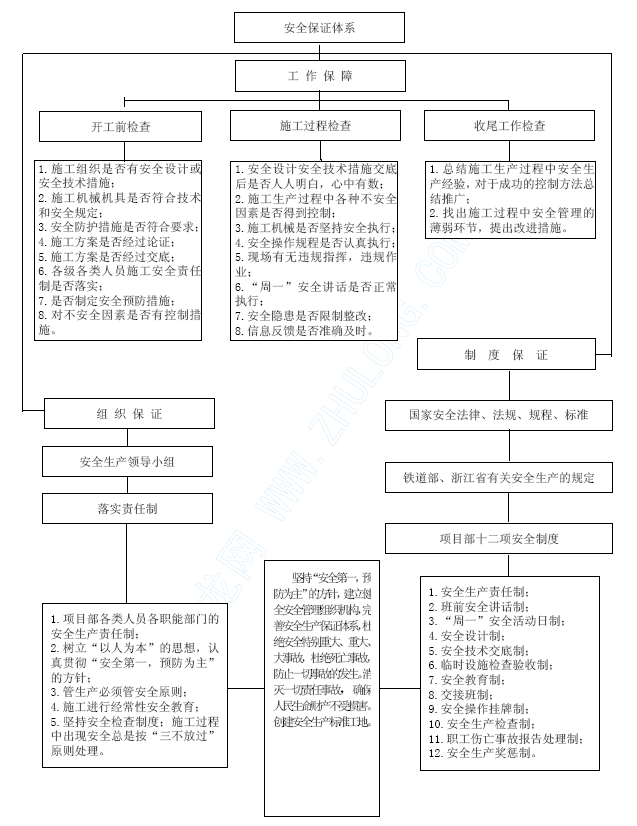 安全保证体系
工 作 保 障
开工前检查
施工过程检查
收尾工作检查
1.施工组织是否有安全设计或
安全技术措施；
2.施工机械机具是否符合技术
和安全规定；
3.安全防护措施是否符合要求；
4.施工方案是否经过论证；
5.施工方案是否经过交底；
6.各级各类人员施工安全责任
制是否落实；
7.是否制定安全预防措施；
8.对不安全因素是否有控制措
施。
1.安全设计安全技术措施交底
后是否人人明白，心中有数；
2.施工生产过程中各种不安全
因素是否得到控制；
3.施工机械是否坚持安全执行；
4.安全操作规程是否认真执行；
5.现场有无违规指挥，违规作
业；
6.“周一”安全讲话是否正常
执行；
7.安全隐患是否限制整改；
8.信息反馈是否准确及时。
1.总结施工生产过程中安全生
产经验，对于成功的控制方法总
结推广；
2.找出施工过程中安全管理的
薄弱环节，提出改进措施。
制 度 保 证
组 织 保 证
国家安全法律、法规、规程、标准
安全生产领导小组
铁道部、浙江省有关安全生产的规定
落实责任制
项目部十二项安全制度
1.项目部各类人员各职能部门的
安全生产责任制；
2.树立“以人为本”的思想，认
真贯彻“安全第一，预防为主”
的方针；
3.管生产必须管安全原则；
4.施工进行经常性安全教育；
5.坚持安全检查制度；施工过程
中出现安全总是按“三不放过”
原则处理。
坚持“安全第一，预
防为主”的方针，建立健
全安全管理组织机构，完
善安全生产保证体系，杜
绝安全特别重大、重大、
大事故，杜绝死亡事故，
防止一切事故的发生。消
灭一切责任事故，确保
人民生命财产不受损害。
创建安全生产标准工地。
1.安全生产责任制；
2.班前安全讲话制；
3.“周一”安全活动日制；
4.安全设计制；
5.安全技术交底制；
6.临时设施检查验收制；
7.安全教育制；
8.交接班制；
9.安全操作挂牌制；
10.安全生产检查制；
11.职工伤亡事故报告处理制；
12.安全生产奖惩制。
龙网 WWW.ZHULONG.COM